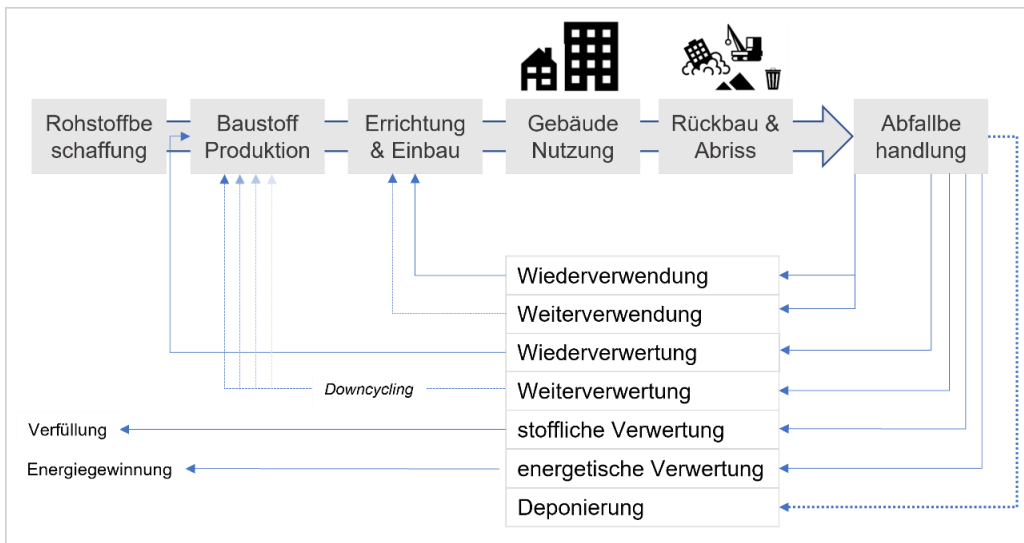 Rohstoffbe
schaffung
Baustoff
Produktion
Errichtung
& Einbau
Gebäude
Nutzung
Rückbau &
Abriss
Abfallbe
handlung
Wiederverwendung
Weiterverwendung
Wiederverwertung
Downcycling
Weiterverwertung
Verfüllung
stoffliche Verwertung
Energiegewinnung
energetische Verwertung
Deponierung